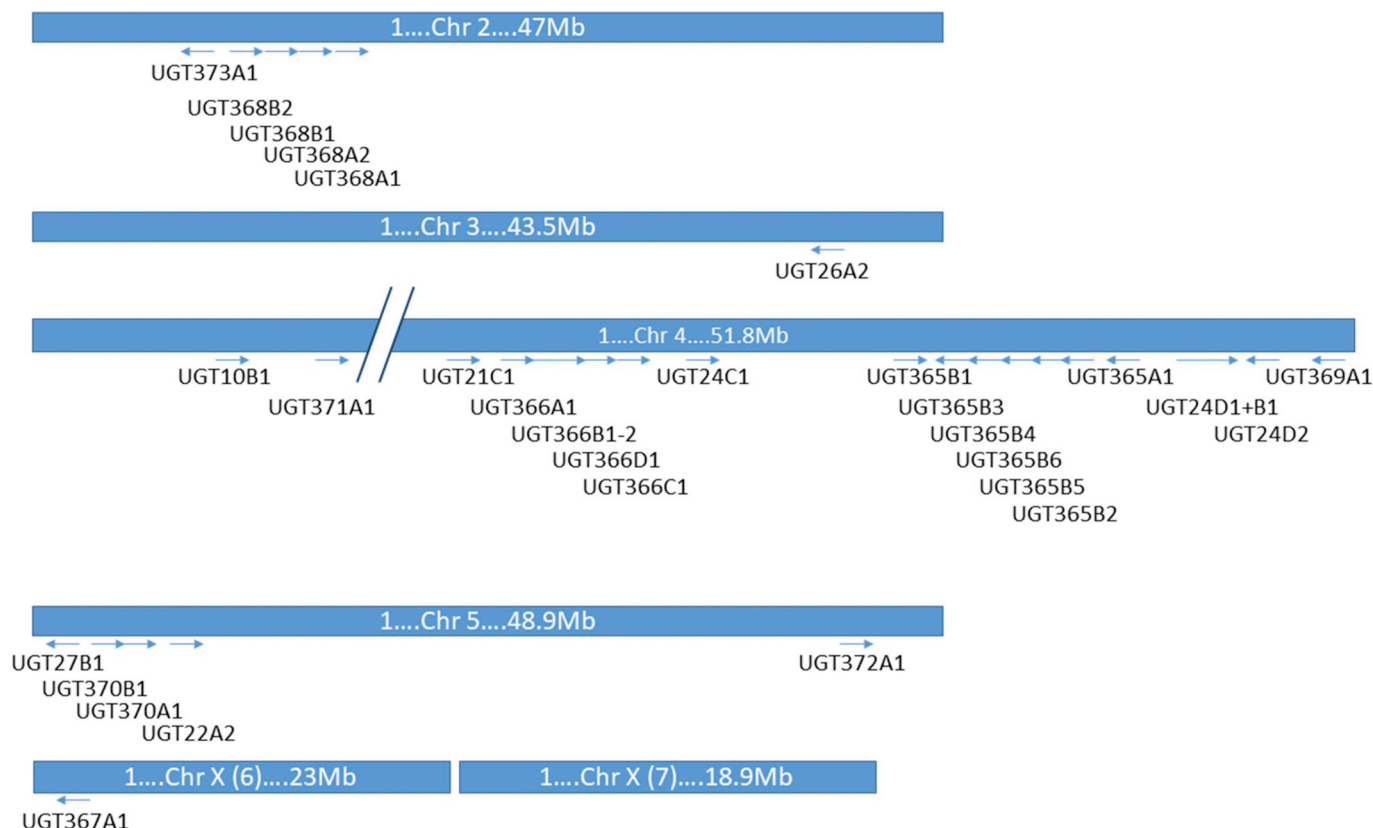 1....Chr 2....47Mb
UGT373A1
UGT368B2
UGT368B1
UGT368A2
UGT368A1
1....Chr 3....43.5Mb
UGT26A2
1....Chr 4....51.8Mb
UGT10B1 UGT21C1 UGT24C1 UGT365B1 UGT365A1 UGT369A1
UGT371A1 UGT366A1 UGT365B3 UGT24D1+B1
UGT366B1-2 UGT365B4 UGT24D2
UGT366D1 UGT365B6
UGT366C1 UGT365B5
UGT365B2
1....Chr 5....48.9Mb
UGT27B1 UGT372A1
UGT370B1
UGT370A1
UGT22A2
1....Chr X (6)....23Mb 1....Chr X (7)....18.9Mb
UGT367A1